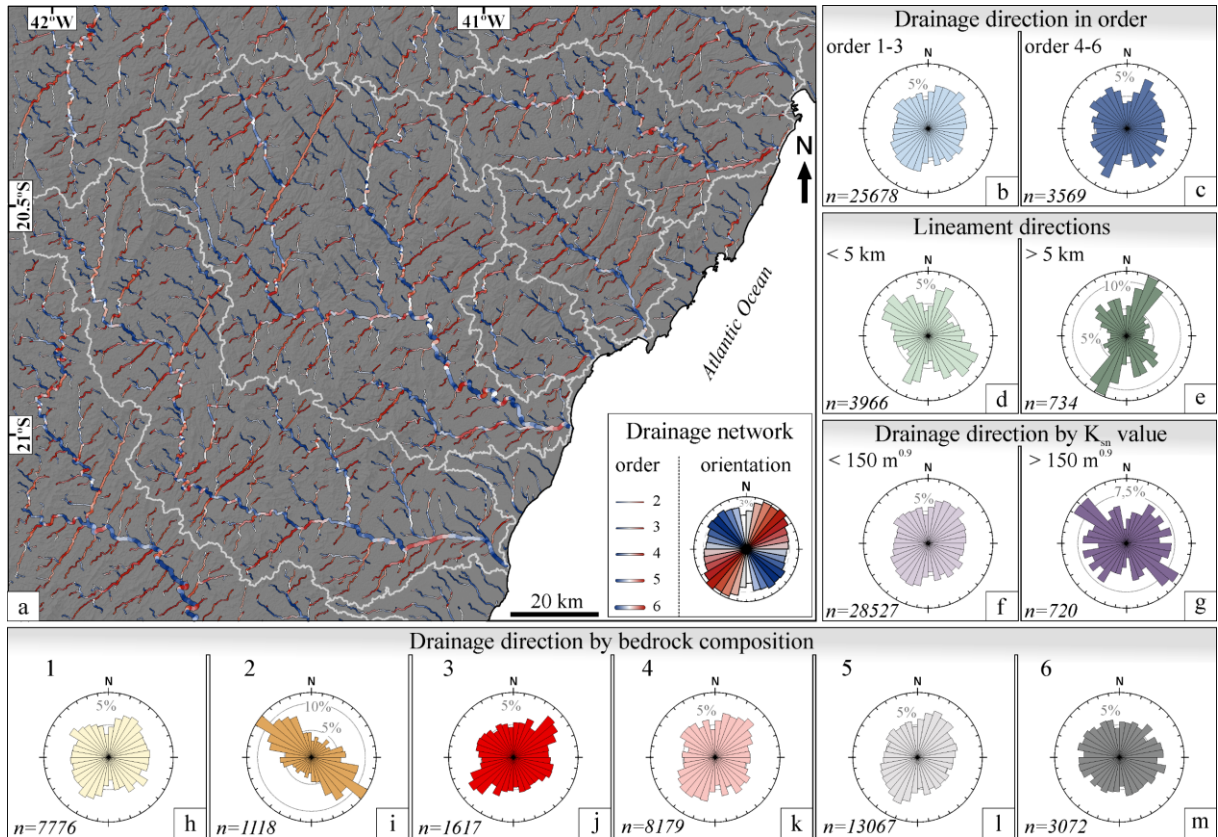 42°W
41°W
20.5°S
21°S
N
Atlantic Ocean
Drainage network
order
orientation
2
3
4
5
6
N
3%
20 km
a
Drainage direction in order
order 1-3
N
5%
n=25678
b
order 4-6
N
5%
n=3569
c
Lineament directions
< 5 km
N
5%
n=3966
d
> 5 km
N
10%
5%
n=734
e
Drainage direction by Ksn value
< 150 m0.9
N
5%
n=28527
f
> 150 m0.9
N
7,5%
n=720
g
Drainage direction by bedrock composition
1
N
5%
n=7776
h
2
N
10%
5%
n=1118
i
3
N
5%
n=1617
j
4
N
5%
n=8179
k
5
N
5%
n=13067
l
6
N
5%
n=3072
m